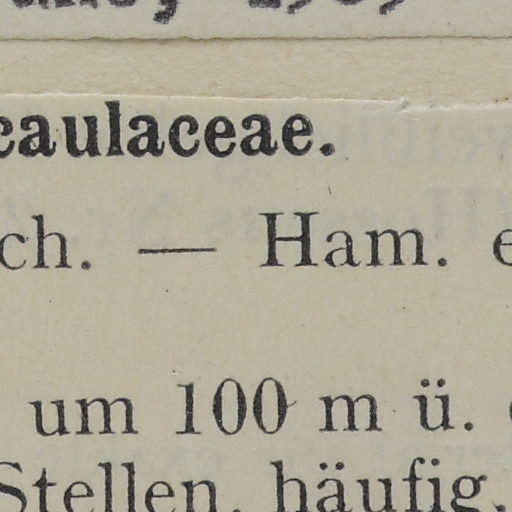 caulaceae.
ch. — Ham. e
um 100 m ü.
Stellen, häufig,